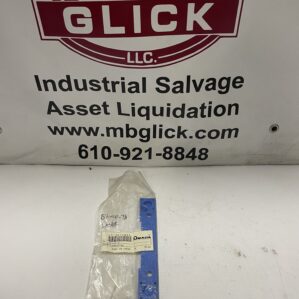 GLICK
LLC.
Industrial Salvage
Asset Liquidation
www.mbglick.com
610-921-8848